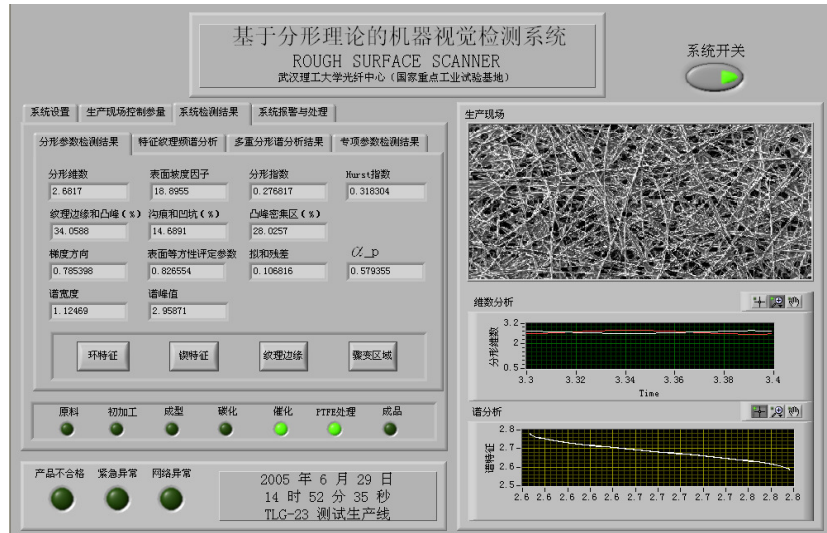 基于分形理论的机器视觉检测系统
ROUGH SURFACE SCANNER
武汉理工大学光纤中心（国家重点工业试验基地）
系统开关
系统设置 生产现场控制参量 系统检测结果 系统报警与处理
分形参数检测结果 特征纹理频谱分析 多重分形谱分析结果 专项参数检测结果
分形维数 表面坡度因子 分形指数 Hurst指数
2.6817 18.8955 0.276817 0.318304
纹理边缘和凸峰(%) 沟痕和凹坑(%) 凸峰密集区(%)
34.0588 14.6891 28.0257
梯度方向 表面等方性评定参数 拟和残差 α_p
0.785398 0.826554 0.106816 0.579355
谱宽度 谱峰值
1.12469 2.95871
环特征 锲特征 纹理边缘 骤变区域
原料 初加工 成型 碳化 催化 PTFE处理 成品
产品不合格 紧急异常 网络异常
2005 年 6 月 29 日
14 时 52 分 35 秒
TLG-23 测试生产线
生产现场
维数分析
分形维数
3.2
2
0.5
3.3 3.32 3.34 3.36 3.38 3.4
Time
谱分析
谱特征
2.8
2.7
2.6
2.5
2.6 2.6 2.6 2.6 2.6 2.7 2.7 2.7 2.7 2.7 2.8 2.8 2.8